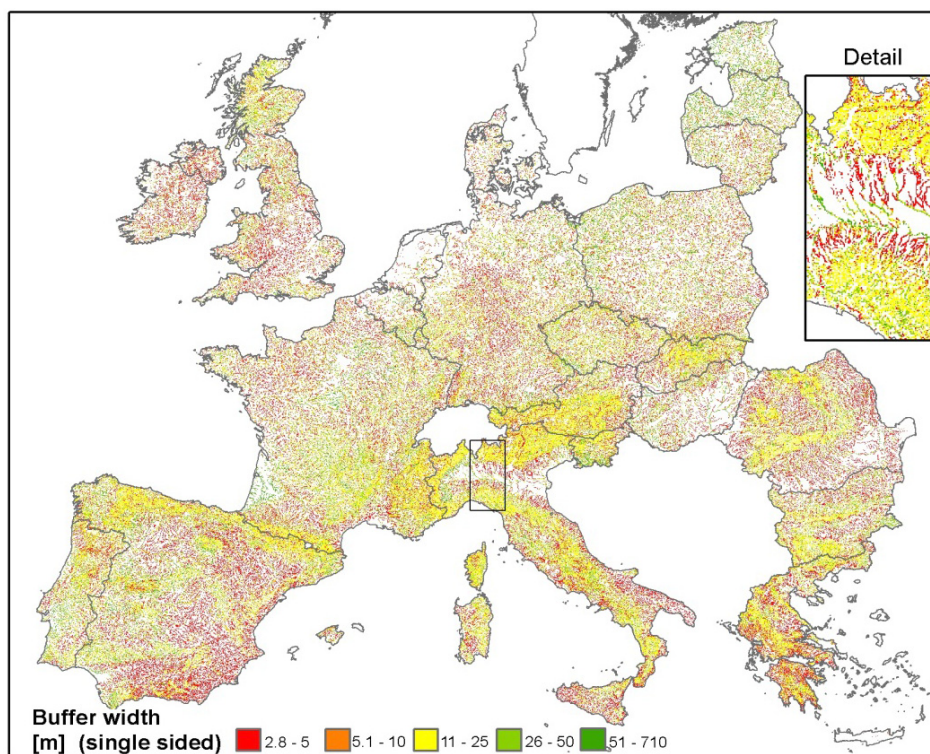 Detail
Buffer width
[m] (single sided)
2.8 - 5
5.1 - 10
11 - 25
26 - 50
51 - 710